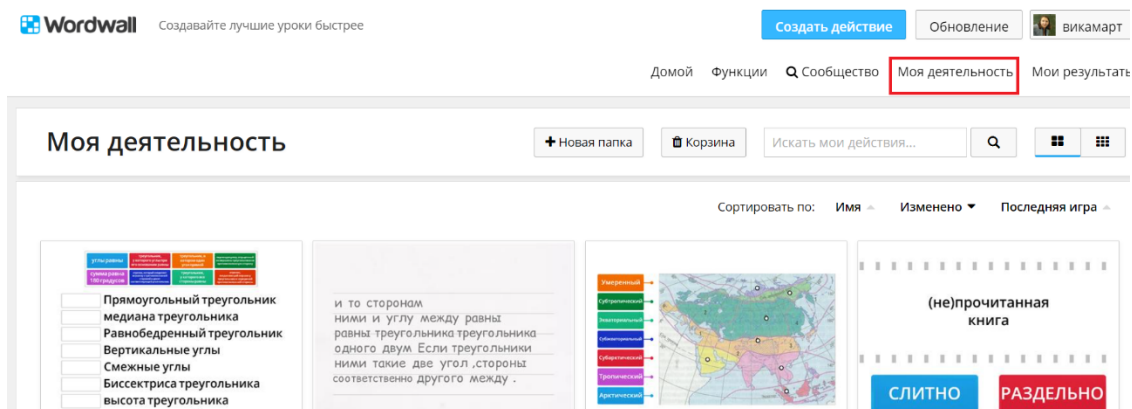 Wordwall Создавайте лучшие уроки быстрее
Создать действие Обновление викамарт
Домой Функции Сообщество Моя деятельность Мои результать
Моя деятельность
Новая папка Корзина Искать мои действия...
Сортировать по: Имя Изменено Последняя игра
углы равны
сумма равна 180 градусов
Прямоугольный треугольник
медиана треугольника
Равнобедренный треугольник
Вертикальные углы
Смежные углы
Биссектриса треугольника
высота треугольника
и то сторонам
ними и углу между равны
равны треугольника треугольника
одного двум Если треугольники
ними такие две угол ,стороны
соответственно другого между .
Умеренный
Субтропический
Экваториальный
Субэкваториальный
Субарктический
Тропический
Арктический
(не)прочитанная
книга
СЛИТНО РАЗДЕЛЬНО